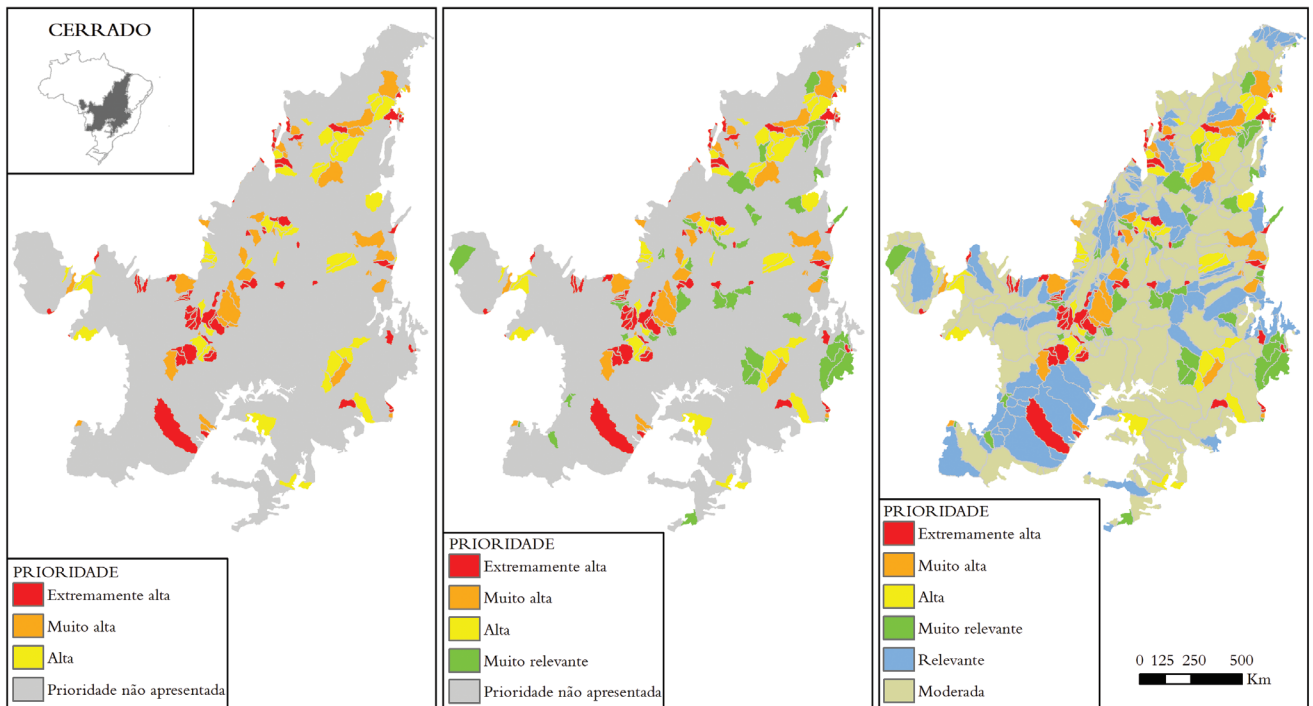 CERRADO
PRIORIDADE
Extremamente alta
Muito alta
Alta
Prioridade não apresentada
PRIORIDADE
Extremamente alta
Muito alta
Alta
Muito relevante
Prioridade não apresentada
PRIORIDADE
Extremamente alta
Muito alta
Alta
Muito relevante
Relevante
Moderada
0 125 250 500
Km